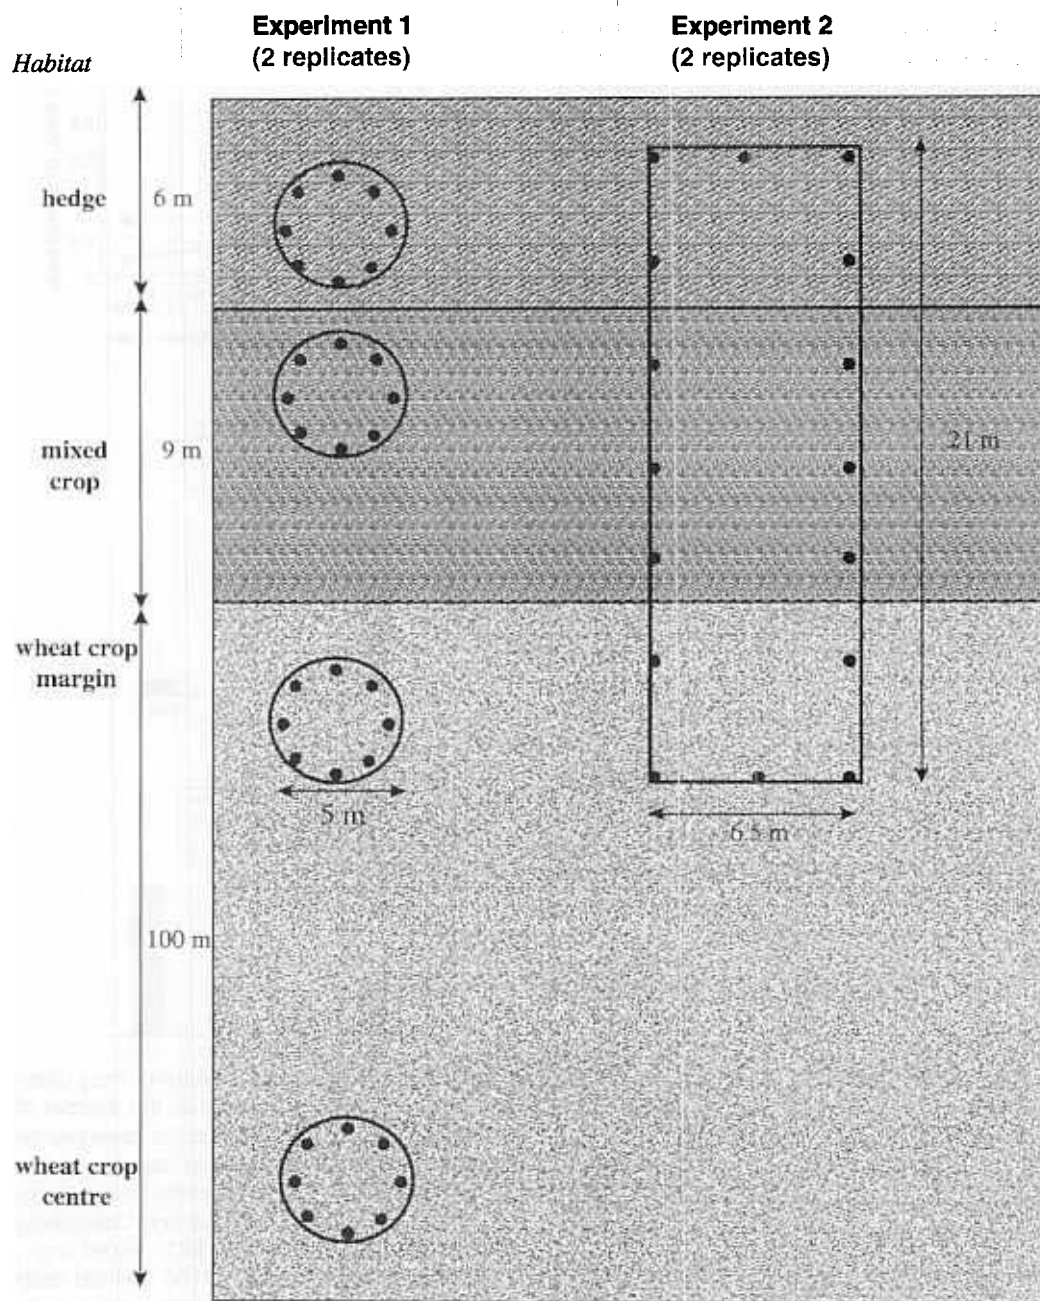 Experiment 1
(2 replicates)
Experiment 2
(2 replicates)
Habitat
hedge
6 m
mixed
crop
9 m
21 m
wheat crop
margin
5 m
6.5 m
100 m
wheat crop
centre